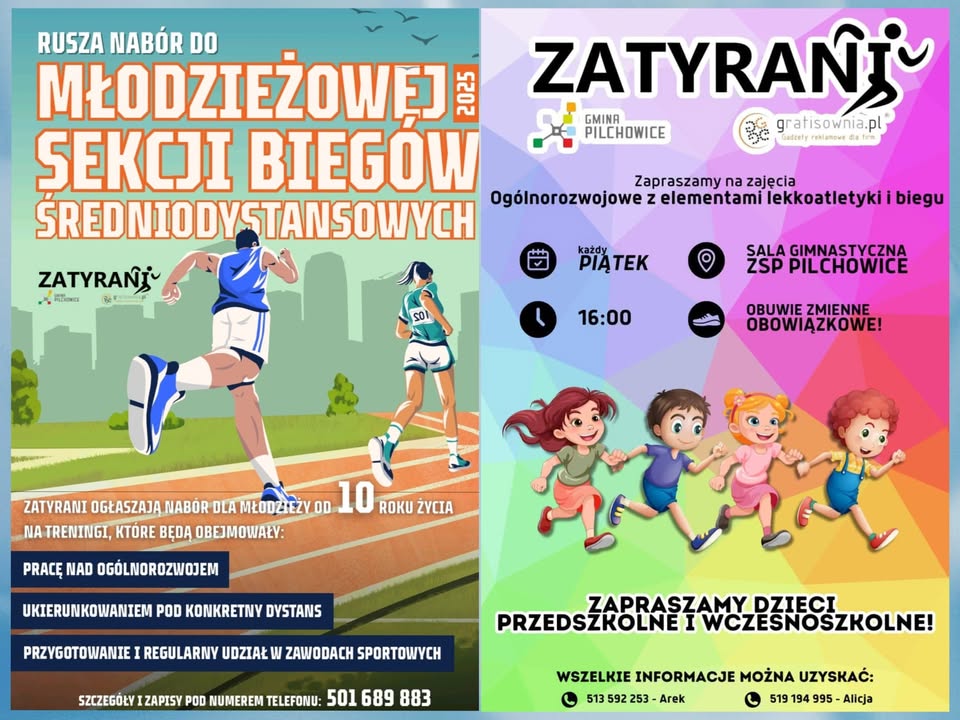 RUSZA NABÓR DO
MŁODZIEŻOWEJ
2025
SEKCJI BIEGÓW
ŚREDNIODYSTANSOWYCH
ZATYRANI
GMINA
PILCHOWICE
102
ZATYRANI OGŁASZAJĄ NABÓR DLA MŁODZIEŻY OD 10 ROKU ŻYCIA
NA TRENINGI, KTÓRE BĘDĄ OBEJMOWAŁY:
PRACĘ NAD OGÓLNOROZWOJEM
UKIERUNKOWANIEM POD KONKRETNY DYSTANS
PRZYGOTOWANIE I REGULARNY UDZIAŁ W ZAWODACH SPORTOWYCH
SZCZEGÓŁY I ZAPISY POD NUMEREM TELEFONU: 501 689 883
ZATYRANI
GMINA
PILCHOWICE
gratisownia.pl
Gadżety reklamowe dla firm
Zapraszamy na zajęcia
Ogólnorozwojowe z elementami lekkoatletyki i biegu
każdy
PIĄTEK
SALA GIMNASTYCZNA
ZSP PILCHOWICE
16:00
OBUWIE ZMIENNE
OBOWIĄZKOWE!
ZAPRASZAMY DZIECI
PRZEDSZKOLNE I WCZESNOSZKOLNE!
WSZELKIE INFORMACJE MOŻNA UZYSKAĆ:
513 592 253 - Arek
519 194 995 - Alicja